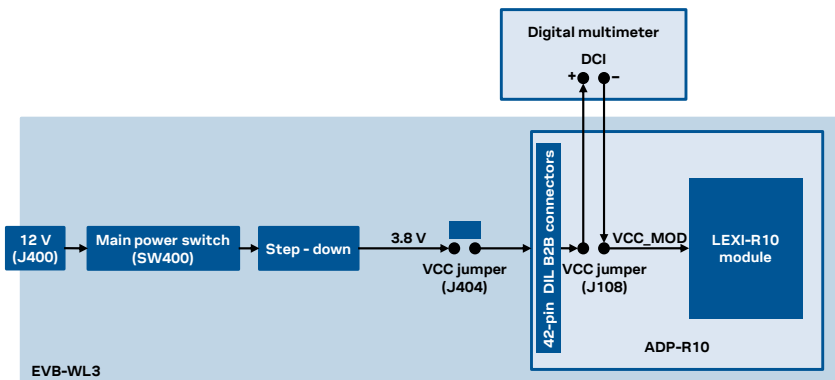 Digital multimeter
DCI
+ –
12 V
(J400)
Main power switch
(SW400)
Step - down
3.8 V
VCC jumper
(J404)
42-pin DIL B2B connectors
VCC jumper
(J108)
VCC_MOD
LEXI-R10
module
ADP-R10
EVB-WL3